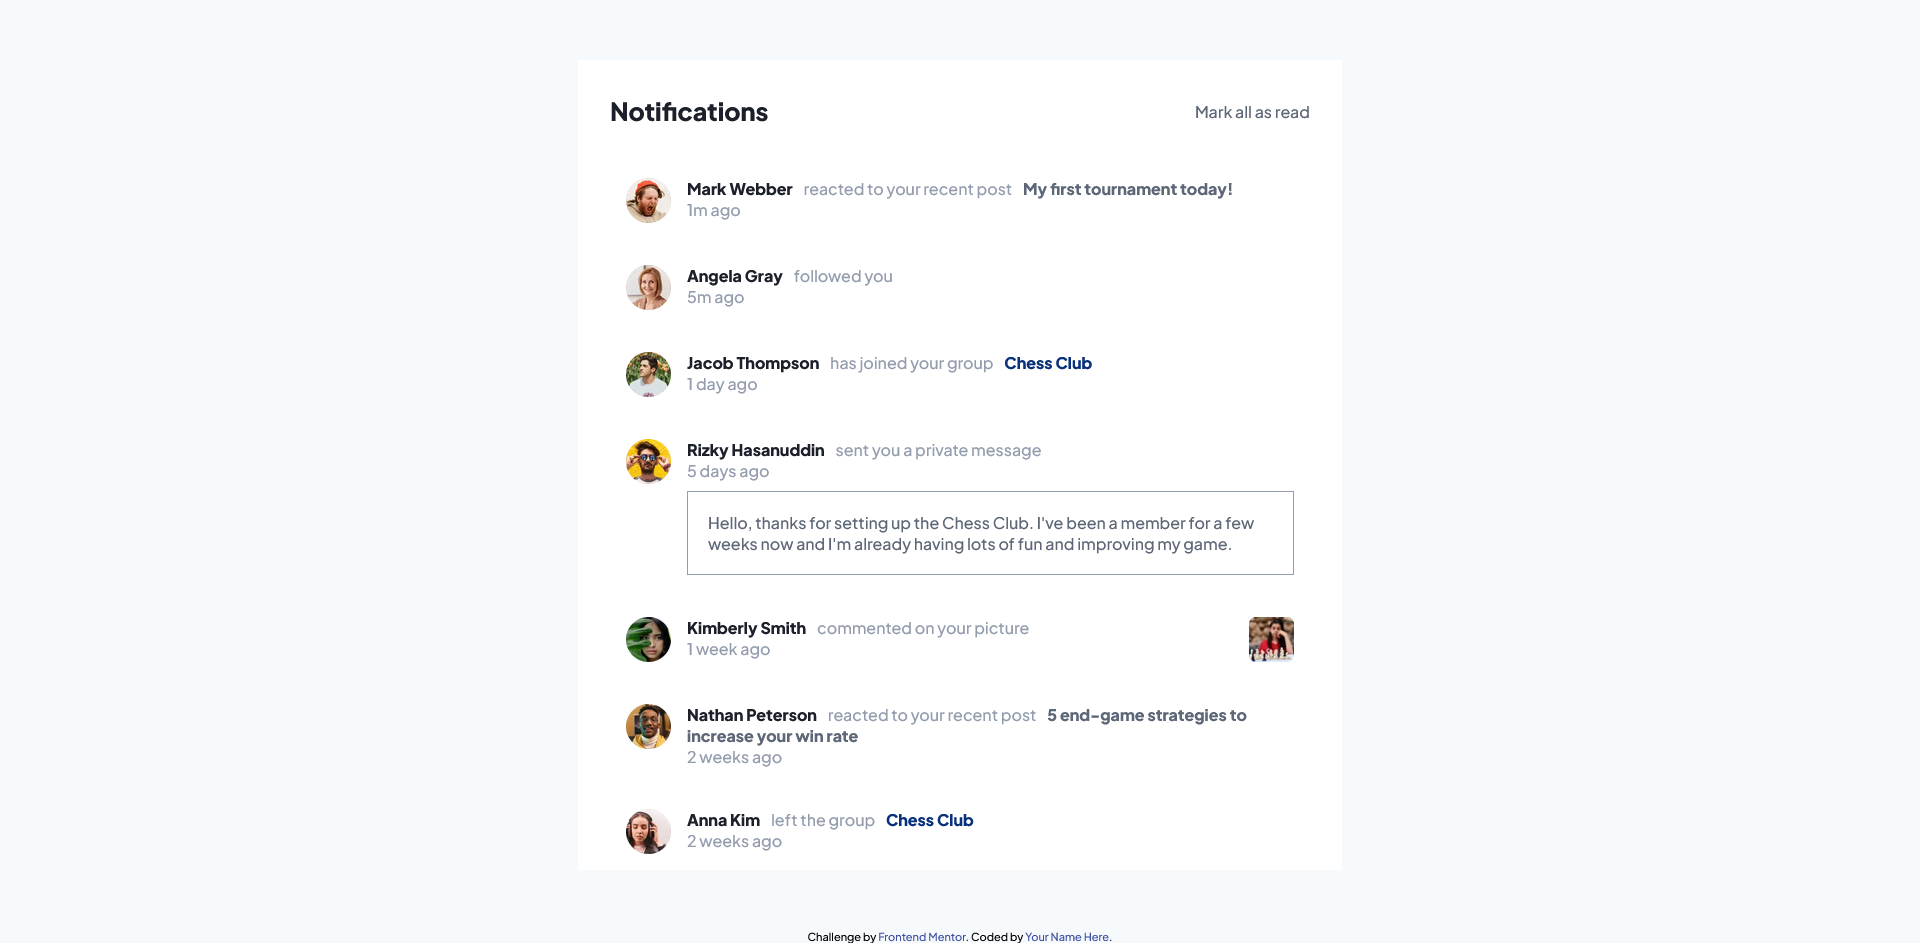 Notifications
Mark all as read
Mark Webber reacted to your recent post My first tournament today!
1m ago
Angela Gray followed you
5m ago
Jacob Thompson has joined your group Chess Club
1 day ago
Rizky Hasanuddin sent you a private message
5 days ago
Hello, thanks for setting up the Chess Club. I've been a member for a few
weeks now and I'm already having lots of fun and improving my game.
Kimberly Smith commented on your picture
1 week ago
Nathan Peterson reacted to your recent post 5 end-game strategies to
increase your win rate
2 weeks ago
Anna Kim left the group Chess Club
2 weeks ago
Challenge by Frontend Mentor. Coded by Your Name Here.